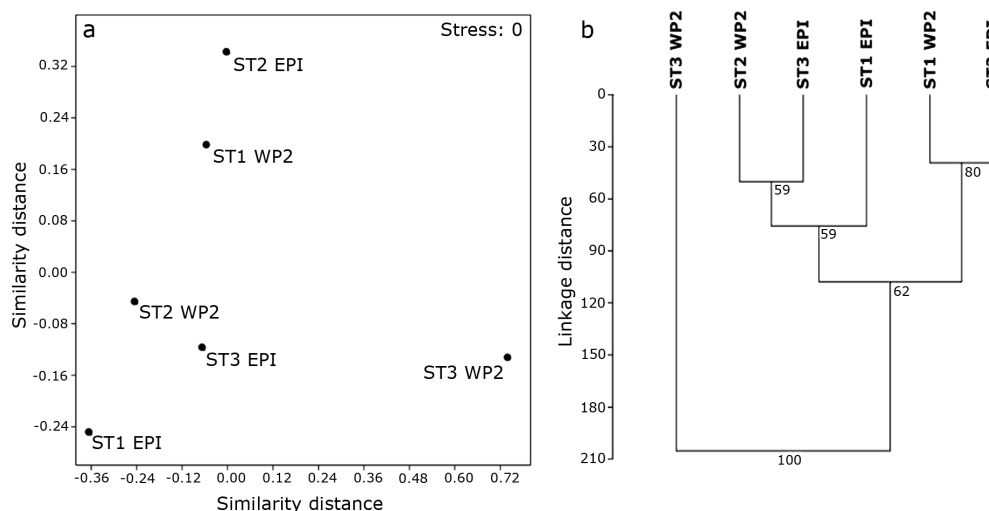 a
Stress: 0
ST2 EPI
ST1 WP2
ST2 WP2
ST3 EPI
ST3 WP2
ST1 EPI
0.32
0.24
0.16
0.08
0.00
-0.08
-0.16
-0.24
Similarity distance
-0.36 -0.24 -0.12 0.00 0.12 0.24 0.36 0.48 0.60 0.72
Similarity distance
b
ST3 WP2
ST2 WP2
ST3 EPI
ST1 EPI
ST1 WP2
0
30
60
90
120
150
180
210
Linkage distance
80
59
59
62
100